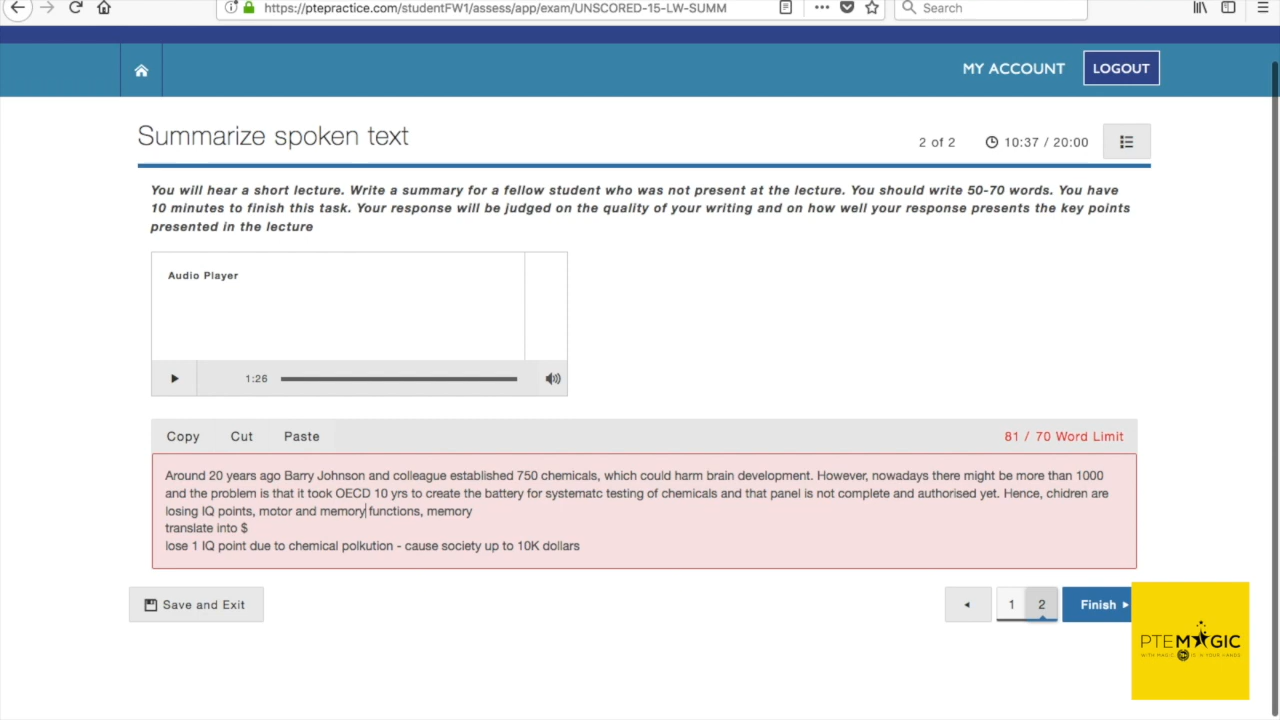 https://ptepractice.com/studentFW1/assess/app/exam/UNSCORED-15-LW-SUMM
Search
MY ACCOUNT
LOGOUT
Summarize spoken text
2 of 2
10:37 / 20:00
You will hear a short lecture. Write a summary for a fellow student who was not present at the lecture. You should write 50-70 words. You have
10 minutes to finish this task. Your response will be judged on the quality of your writing and on how well your response presents the key points
presented in the lecture
Audio Player
1:26
Copy Cut Paste
81 / 70 Word Limit
Around 20 years ago Barry Johnson and colleague established 750 chemicals, which could harm brain development. However, nowadays there might be more than 1000
and the problem is that it took OECD 10 yrs to create the battery for systematc testing of chemicals and that panel is not complete and authorised yet. Hence, chidren are
losing IQ points, motor and memory functions, memory
translate into $
lose 1 IQ point due to chemical polkution - cause society up to 10K dollars
Save and Exit
1 2
Finish
PTEMAGIC